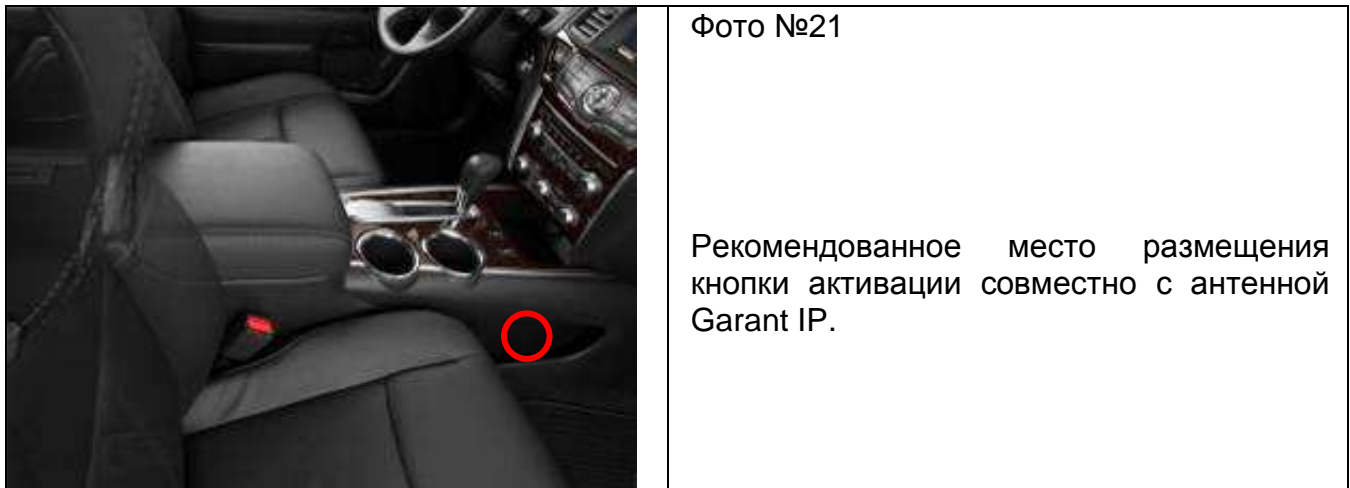 Фото №21
Рекомендованное место размещения
кнопки активации совместно с антенной
Garant IP.